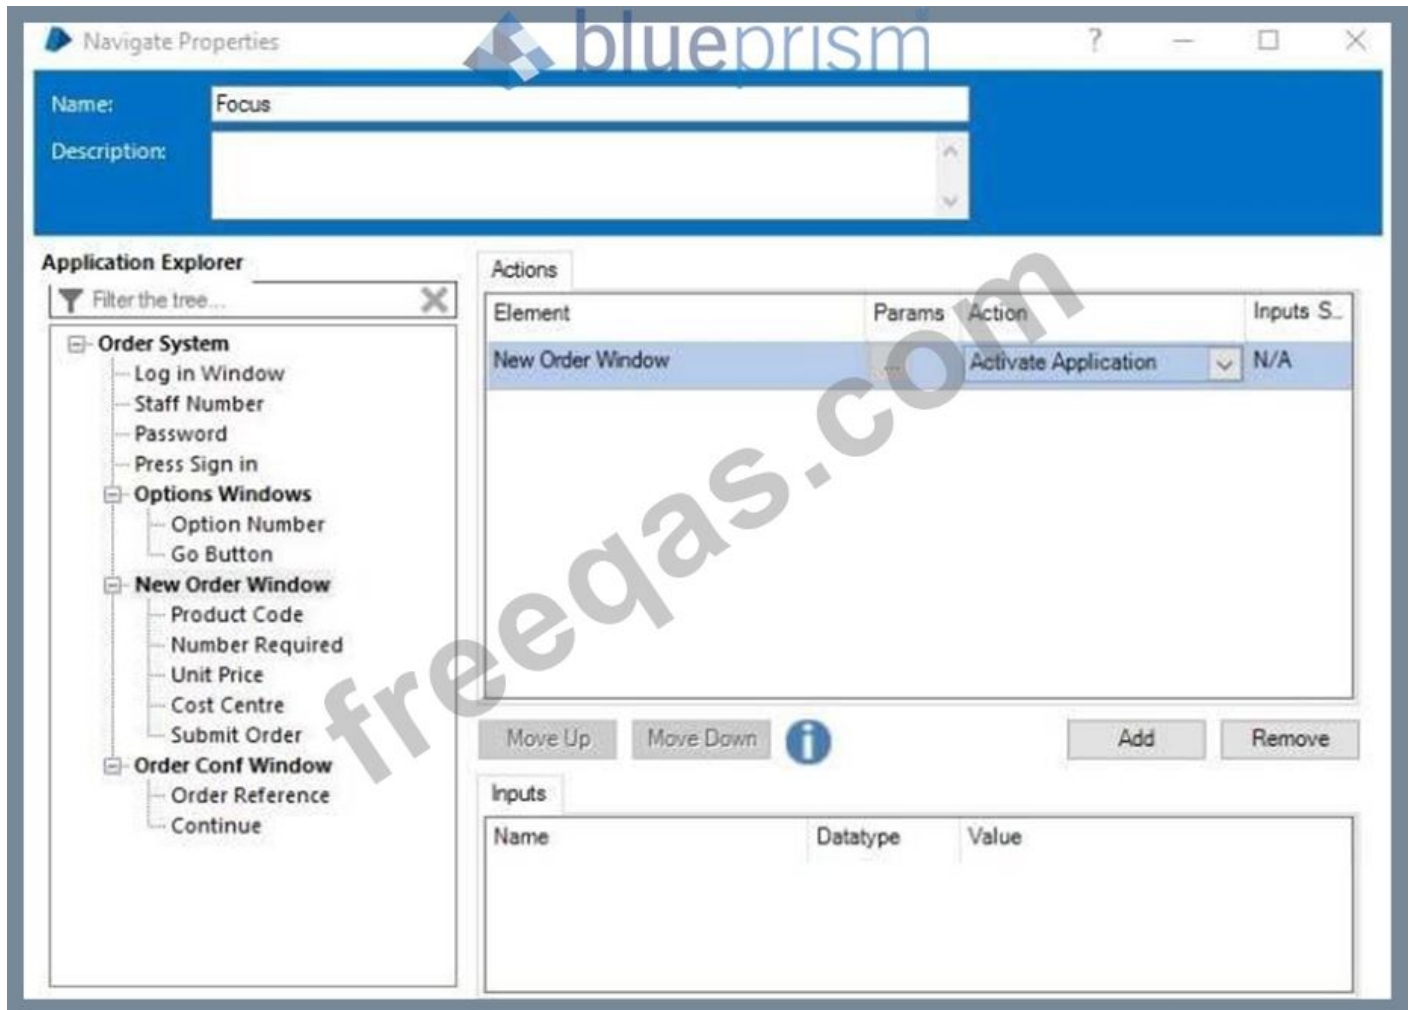 blueprism
Navigate Properties
Name: Focus
Description:
Application Explorer
Filter the tree...
Order System
Log in Window
Staff Number
Password
Press Sign in
Options Windows
Option Number
Go Button
New Order Window
Product Code
Number Required
Unit Price
Cost Centre
Submit Order
Order Conf Window
Order Reference
Continue
Actions
Element Params Action Inputs S...
New Order Window ... Activate Application N/A
Move Up Move Down i Add Remove
Inputs
Name Datatype Value
freeqas.com